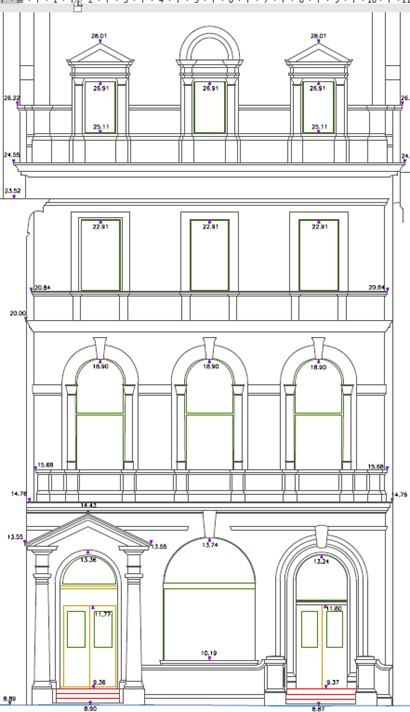 28.01 28.01
26.91 26.91 26.91
26.22 26.
25.11 25.11
24.55 24.
23.52
22.91 22.91 22.91
20.84 20.84
20.00
18.90 18.90 18.90
15.68 15.68
14.76 14.76
14.43
13.55 13.55 13.74
13.36 13.24
11.77 11.80
10.19
9.36 9.37
8.89 8.90 8.87